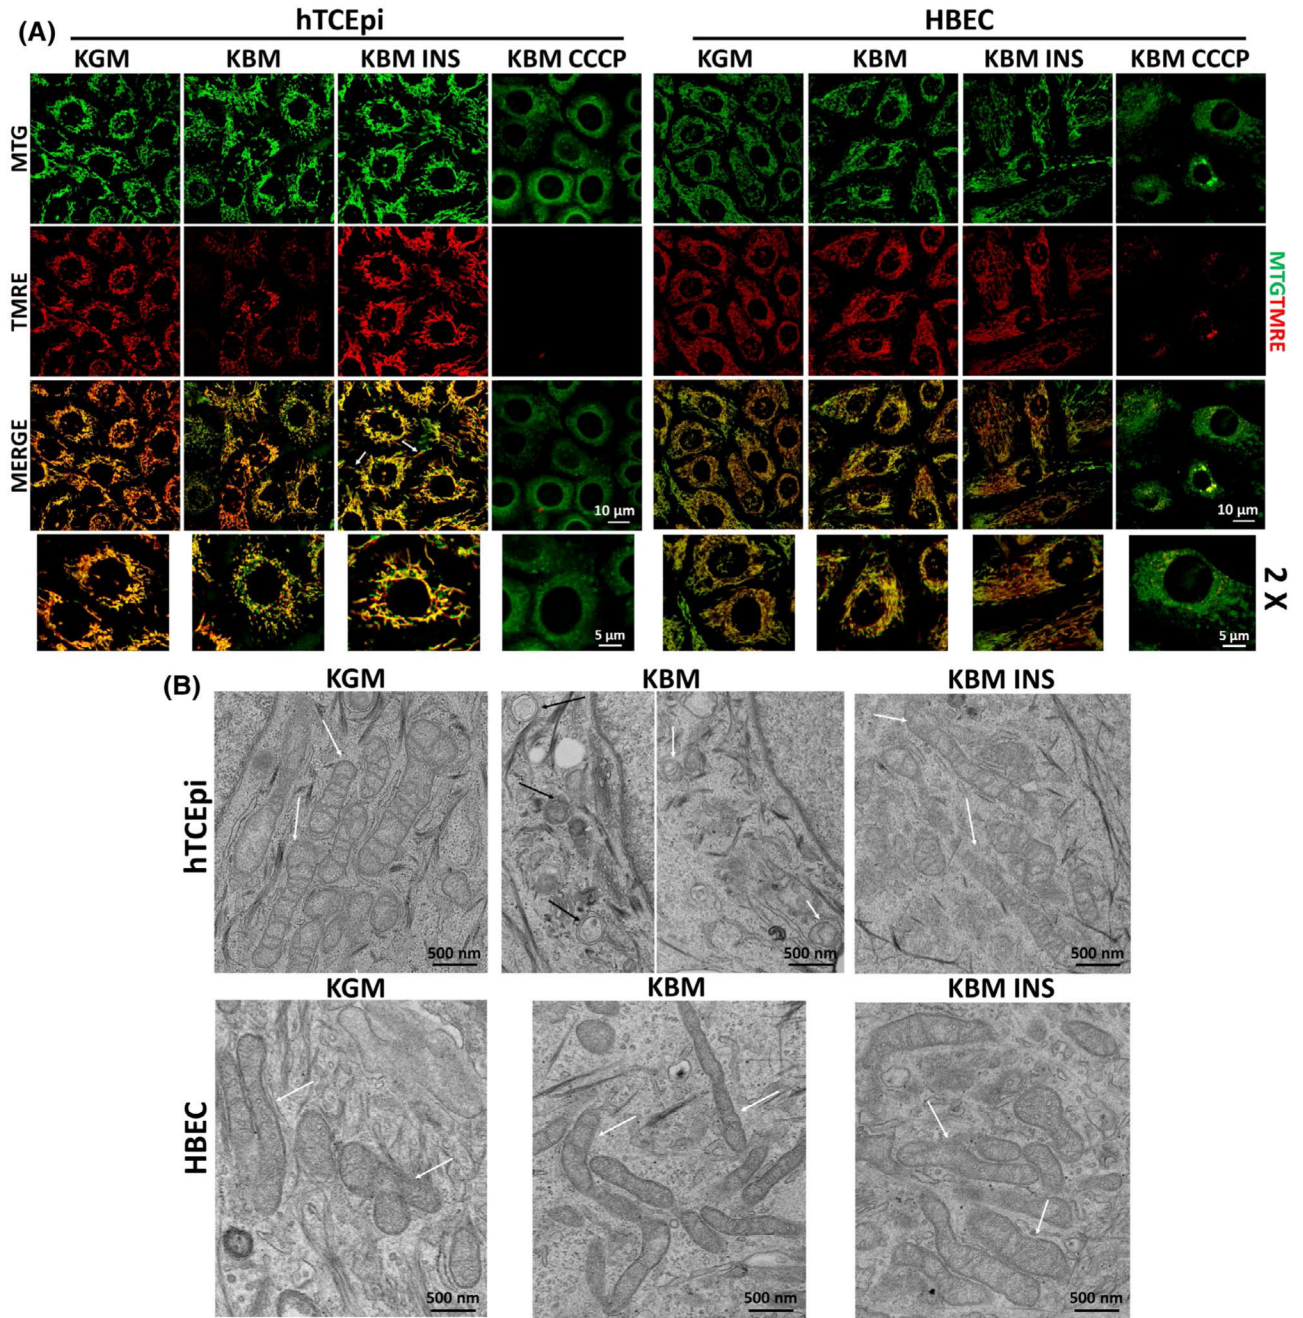 (A)
hTCEpi
HBEC
KGM KBM KBM INS KBM CCCP
KGM KBM KBM INS KBM CCCP
MTG
TMRE
MERGE
MTGTMRE
10 µm
10 µm
2 X
5 µm
5 µm
(B)
KGM KBM KBM INS
hTCEpi
500 nm
500 nm
500 nm
KGM KBM KBM INS
HBEC
500 nm
500 nm
500 nm